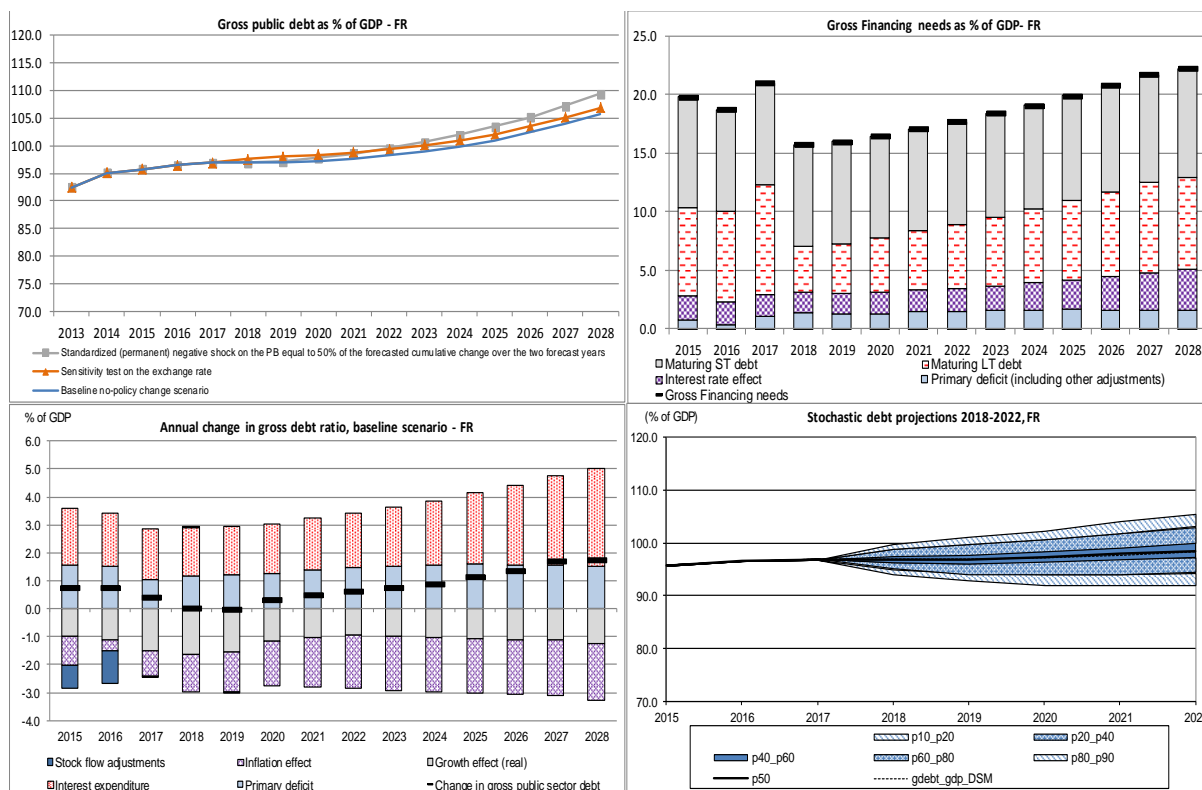 Gross public debt as % of GDP - FR
120.0
115.0
110.0
105.0
100.0
95.0
90.0
85.0
80.0
75.0
70.0
2013 2014 2015 2016 2017 2018 2019 2020 2021 2022 2023 2024 2025 2026 2027 2028
Standardized (permanent) negative shock on the PB equal to 50% of the forecasted cumulative change over the two forecast years
Sensitivity test on the exchange rate
Baseline no-policy change scenario
Gross Financing needs as % of GDP- FR
25.0
20.0
15.0
10.0
5.0
0.0
2015 2016 2017 2018 2019 2020 2021 2022 2023 2024 2025 2026 2027 2028
Maturing ST debt Maturing LT debt
Interest rate effect Primary deficit (including other adjustments)
Gross Financing needs
% of GDP
Annual change in gross debt ratio, baseline scenario - FR
6.0
5.0
4.0
3.0
2.0
1.0
0.0
-1.0
-2.0
-3.0
-4.0
2015 2016 2017 2018 2019 2020 2021 2022 2023 2024 2025 2026 2027 2028
Stock flow adjustments Inflation effect Growth effect (real)
Interest expenditure Primary deficit Change in gross public sector debt
(% of GDP)
Stochastic debt projections 2018-2022, FR
120.0
110.0
100.0
90.0
80.0
70.0
2015 2016 2017 2018 2019 2020 2021 202
p10_p20 p20_p40
p40_p60 p60_p80 p80_p90
p50 gdebt_gdp_DSM